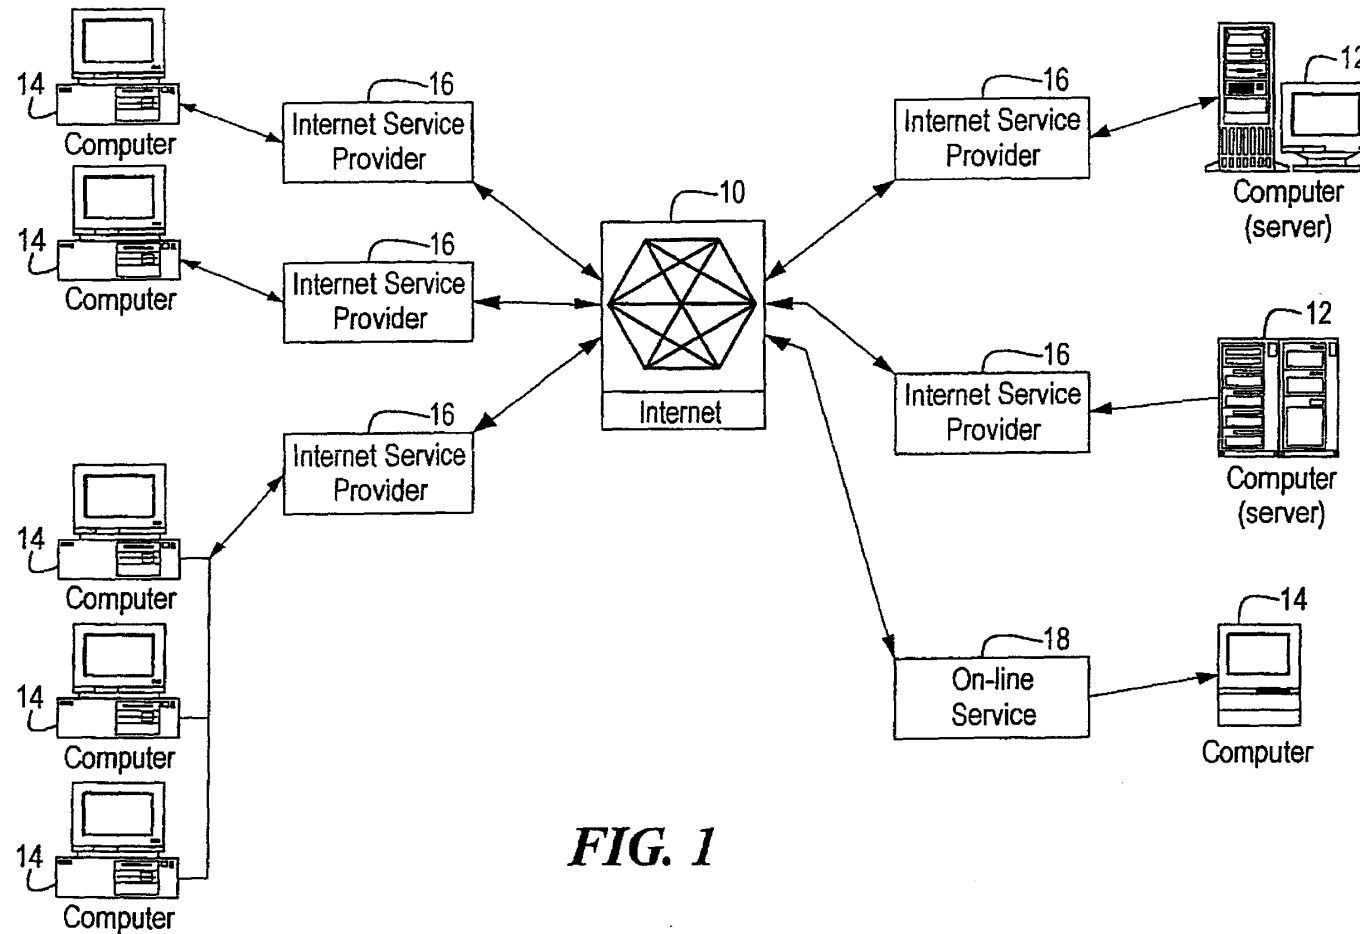 14
Computer
16
Internet Service
Provider
14
Computer
16
Internet Service
Provider
16
Internet Service
Provider
14
Computer
14
Computer
14
Computer
10
Internet
16
Internet Service
Provider
12
Computer
(server)
16
Internet Service
Provider
12
Computer
(server)
18
On-line
Service
14
Computer
FIG. 1